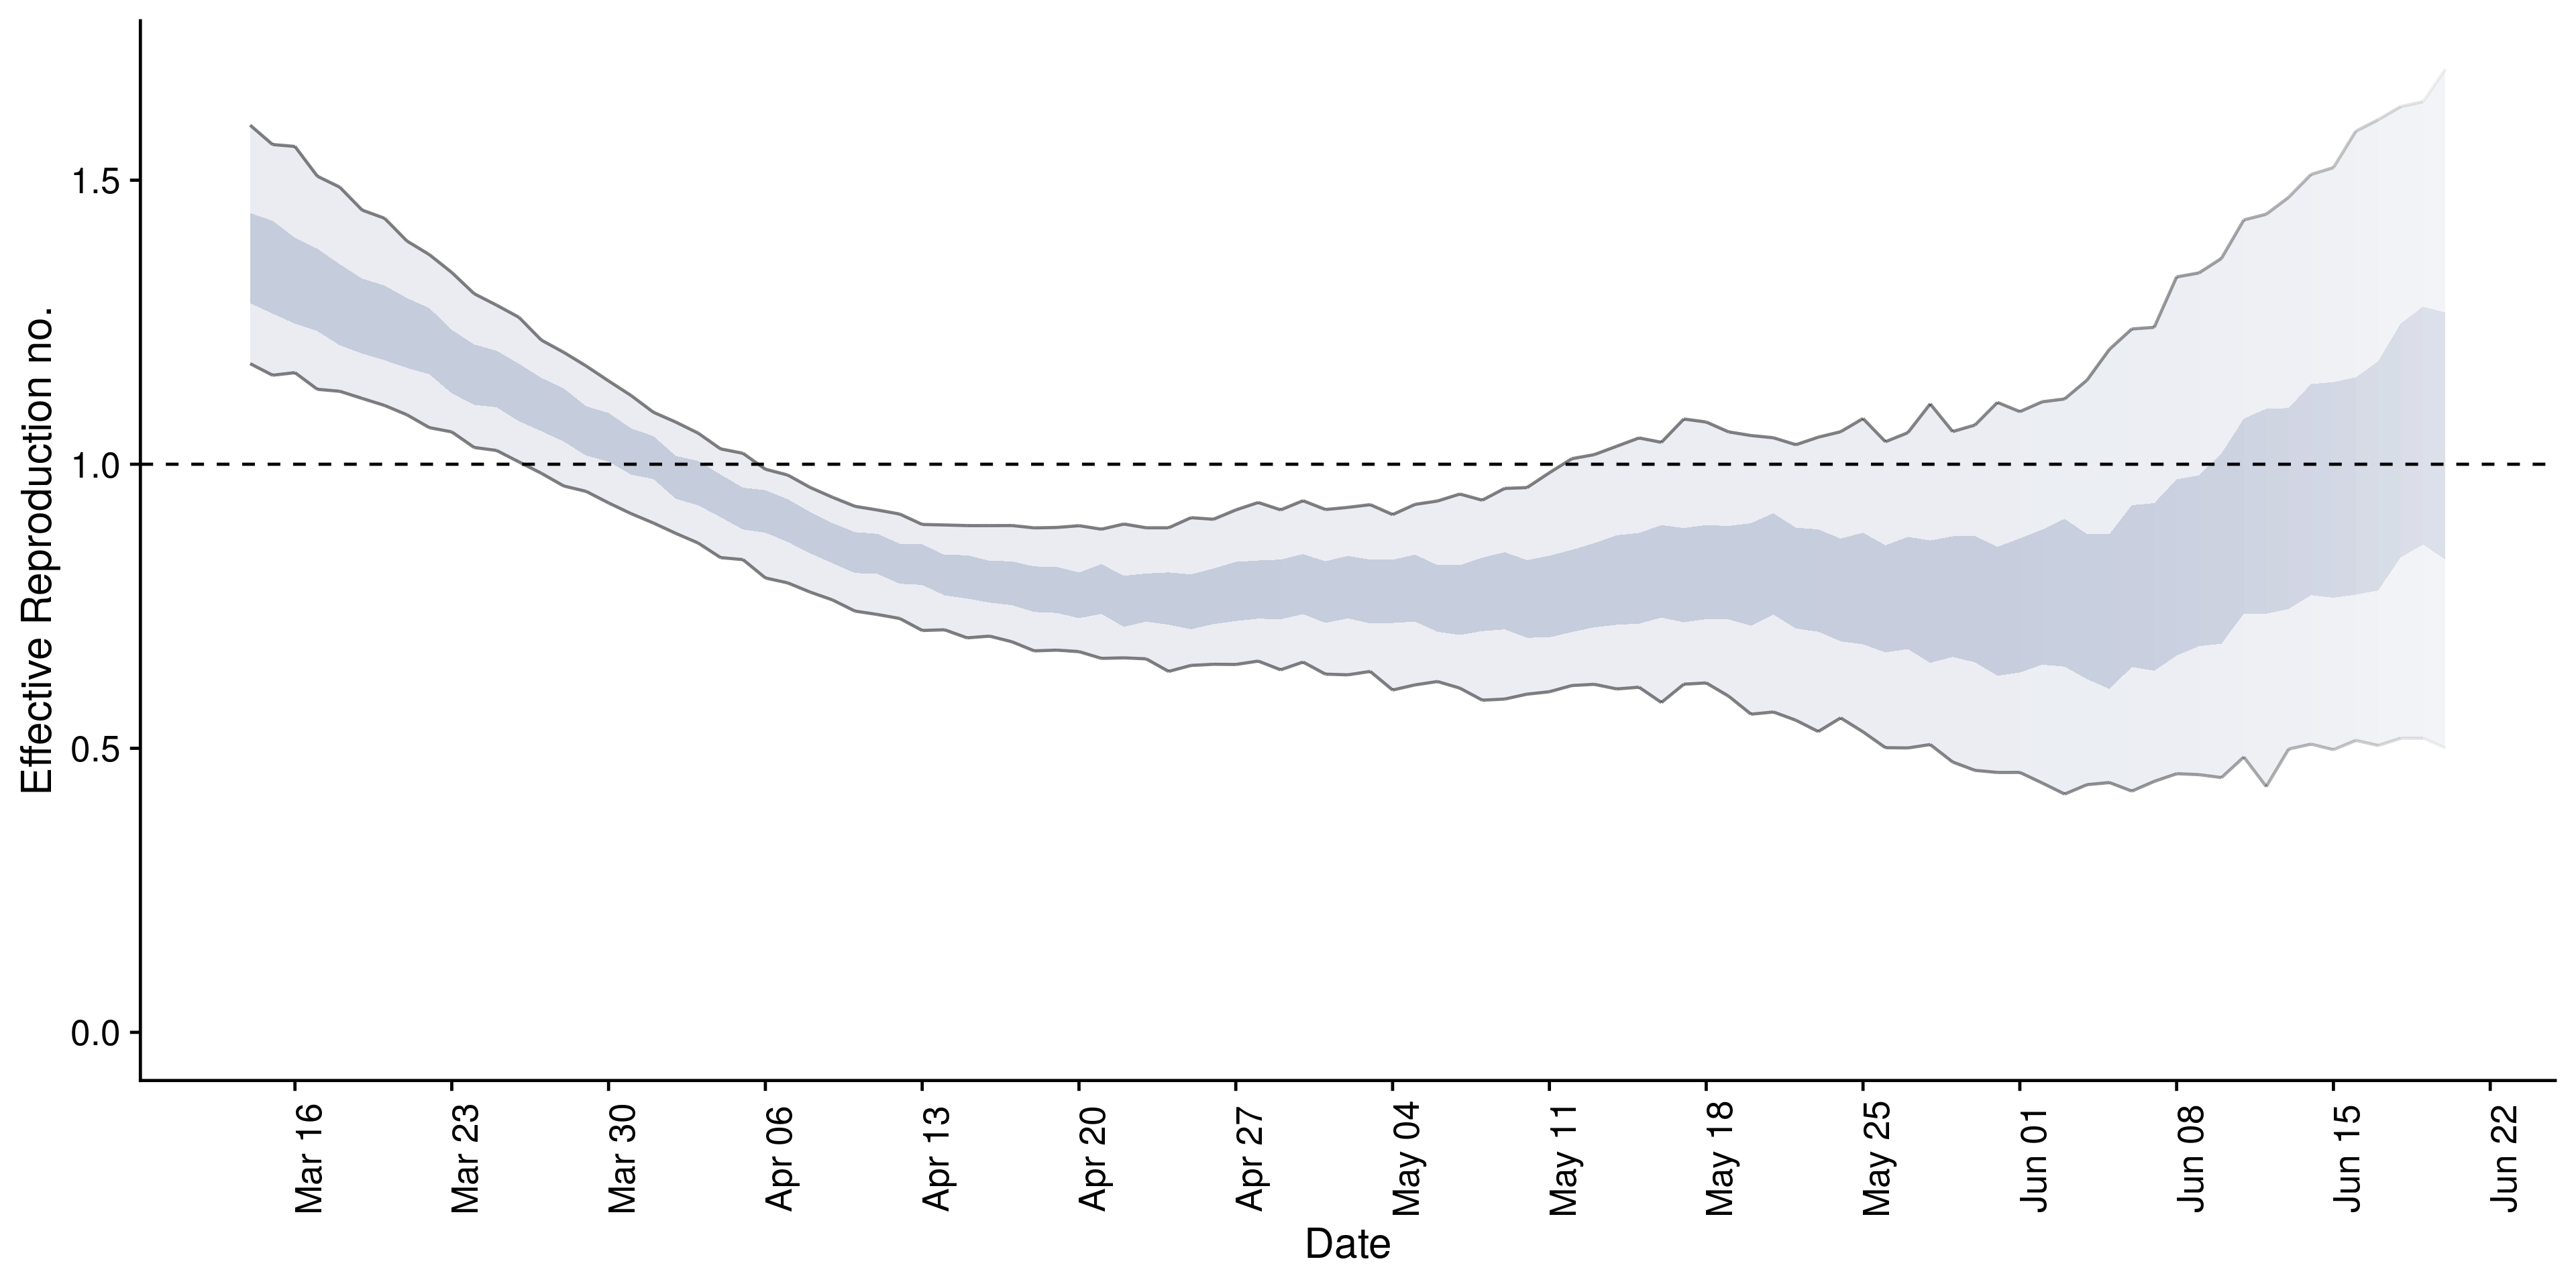 Effective Reproduction no.
1.5
1.0
0.5
0.0
Mar 16
Mar 23
Mar 30
Apr 06
Apr 13
Apr 20
Apr 27
May 04
May 11
May 18
May 25
Jun 01
Jun 08
Jun 15
Jun 22
Date